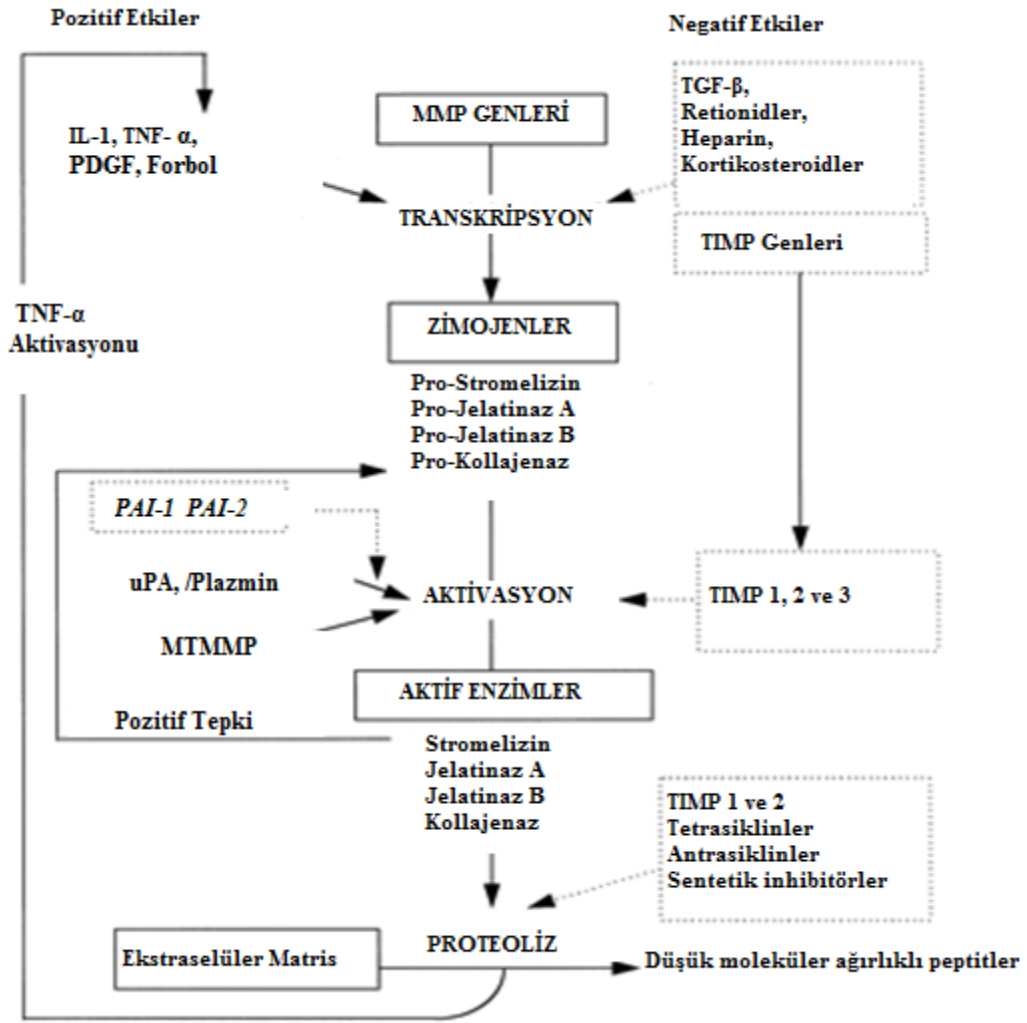 Pozitif Etkiler
Negatif Etkiler
MMP GENLERİ
TGF-β,
Retionidler,
Heparin,
Kortikosteroidler
IL-1, TNF- α,
PDGF, Forbol
TRANSKRİPSYON
TIMP Genleri
TNF-α
Aktivasyonu
ZİMOJENLER
Pro-Stromelizin
Pro-Jelatinaz A
Pro-Jelatinaz B
Pro-Kollajenaz
PAI-1 PAI-2
uPA, /Plazmin
AKTİVASYON
TIMP 1, 2 ve 3
MTMMP
AKTİF ENZİMLER
Pozitif Tepki
Stromelizin
Jelatinaz A
Jelatinaz B
Kollajenaz
TIMP 1 ve 2
Tetrasiklinler
Antrasiklinler
Sentetik inhibitörler
PROTEOLİZ
Ekstraselüler Matris
Düşük moleküler ağırlıklı peptitler